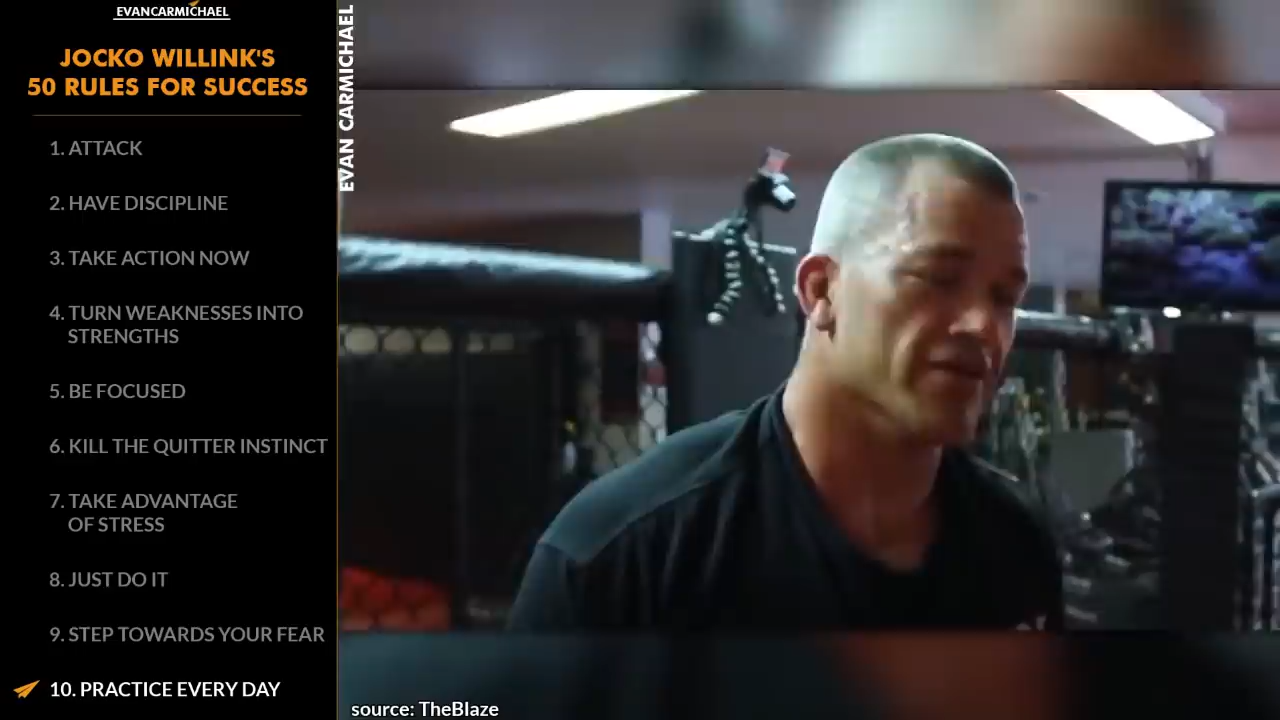 EVANCARMICHAEL
JOCKO WILLINK'S
50 RULES FOR SUCCESS
1. ATTACK
2. HAVE DISCIPLINE
3. TAKE ACTION NOW
4. TURN WEAKNESSES INTO
STRENGTHS
5. BE FOCUSED
6. KILL THE QUITTER INSTINCT
7. TAKE ADVANTAGE
OF STRESS
8. JUST DO IT
9. STEP TOWARDS YOUR FEAR
10. PRACTICE EVERY DAY
EVAN CARMICHAEL
source: TheBlaze